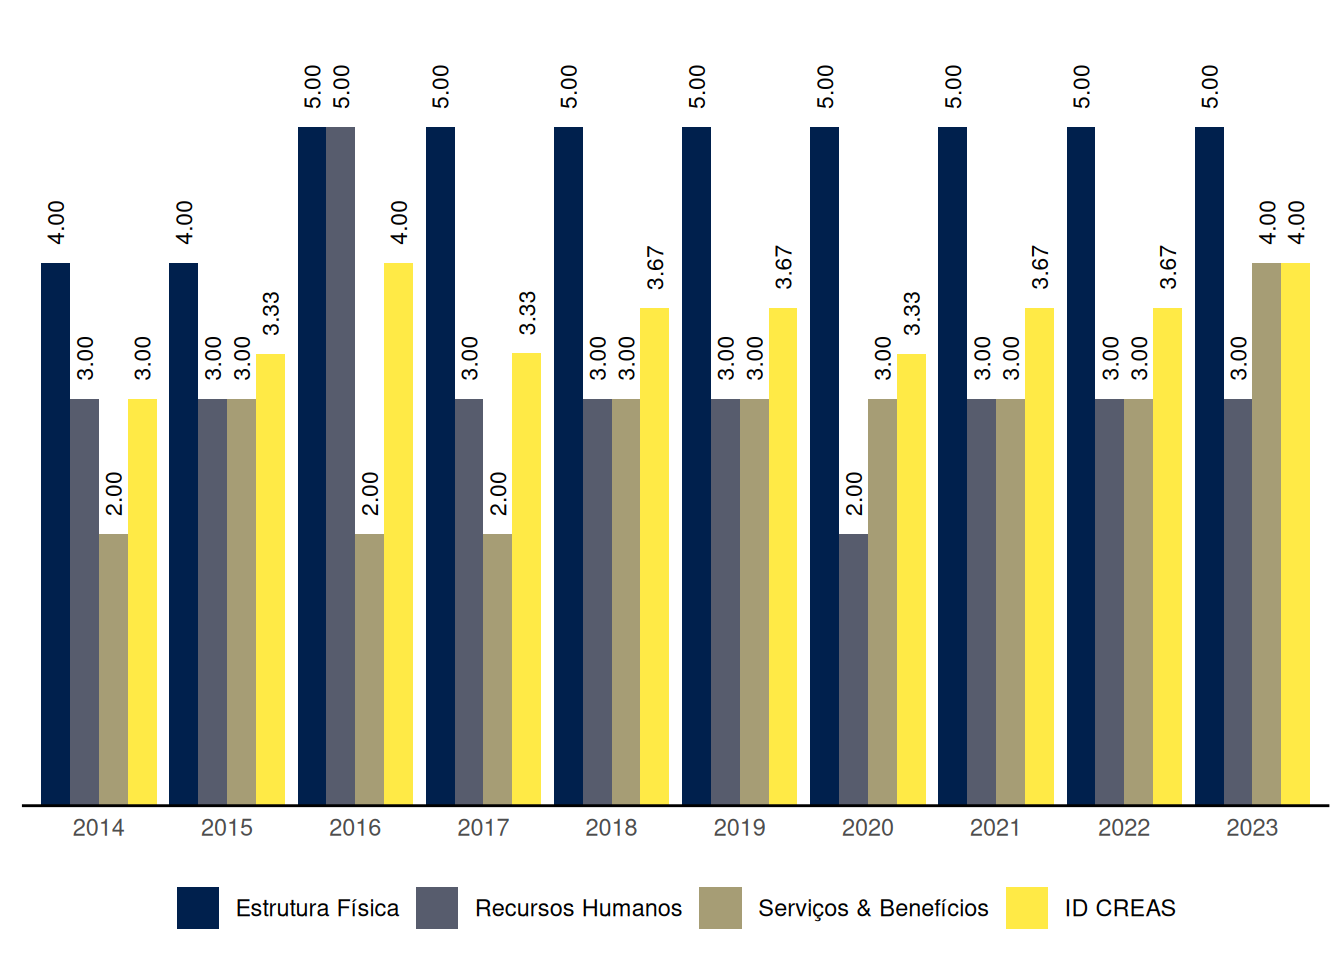 5.00 5.00 5.00 5.00 5.00 5.00 5.00 5.00 5.00
4.00 4.00 4.00 4.00 4.00
3.67 3.67 3.67 3.67
3.33 3.33 3.33
3.00 3.00 3.00 3.00 3.00 3.00 3.00 3.00 3.00 3.00 3.00 3.00 3.00 3.00 3.00
2.00 2.00 2.00 2.00
2014 2015 2016 2017 2018 2019 2020 2021 2022 2023
Estrutura Física Recursos Humanos Serviços & Benefícios ID CREAS